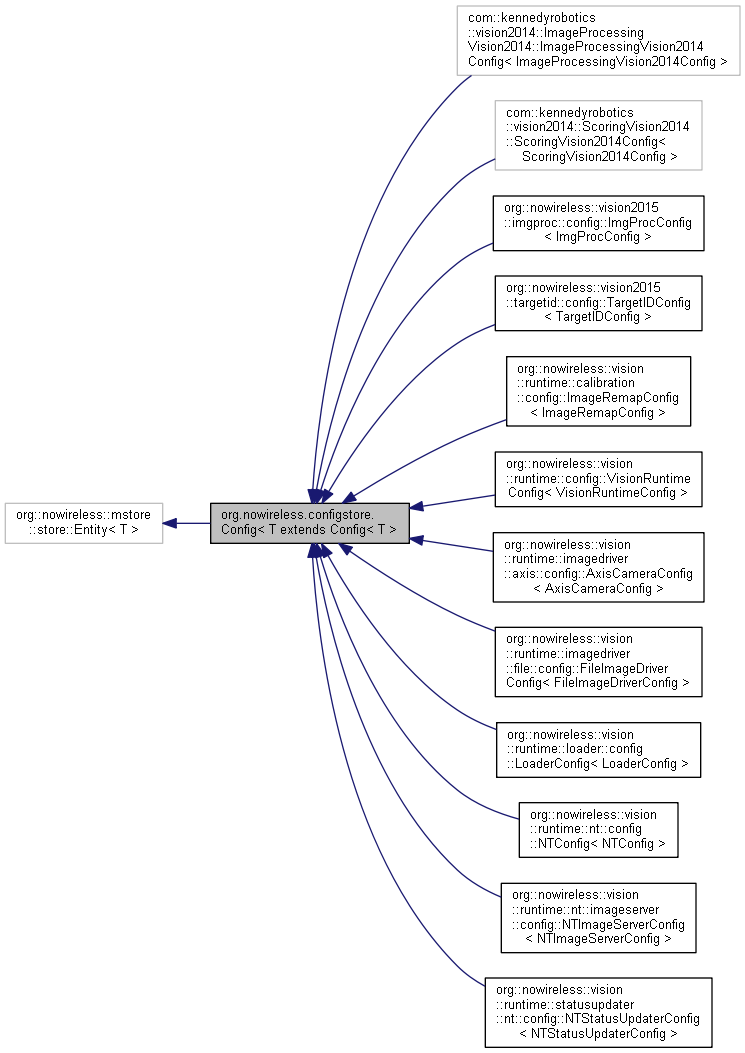 com::kennedyrobotics
::vision2014::ImageProcessing
Vision2014::ImageProcessingVision2014
Config< ImageProcessingVision2014Config >
com::kennedyrobotics
::vision2014::ScoringVision2014
::ScoringVision2014Config<
ScoringVision2014Config >
org::nowireless::vision2015
::imgproc::config::ImgProcConfig
< ImgProcConfig >
org::nowireless::vision2015
::targetid::config::TargetIDConfig
< TargetIDConfig >
org::nowireless::vision
::runtime::calibration
::config::ImageRemapConfig
< ImageRemapConfig >
org::nowireless::vision
::runtime::config::VisionRuntime
Config< VisionRuntimeConfig >
org::nowireless::mstore
::store::Entity< T >
org.nowireless.configstore.
Config< T extends Config< T >
org::nowireless::vision
::runtime::imagedriver
::axis::config::AxisCameraConfig
< AxisCameraConfig >
org::nowireless::vision
::runtime::imagedriver
::file::config::FileImageDriver
Config< FileImageDriverConfig >
org::nowireless::vision
::runtime::loader::config
::LoaderConfig< LoaderConfig >
org::nowireless::vision
::runtime::nt::config
::NTConfig< NTConfig >
org::nowireless::vision
::runtime::nt::imageserver
::config::NTImageServerConfig
< NTImageServerConfig >
org::nowireless::vision
::runtime::statusupdater
::nt::config::NTStatusUpdaterConfig
< NTStatusUpdaterConfig >